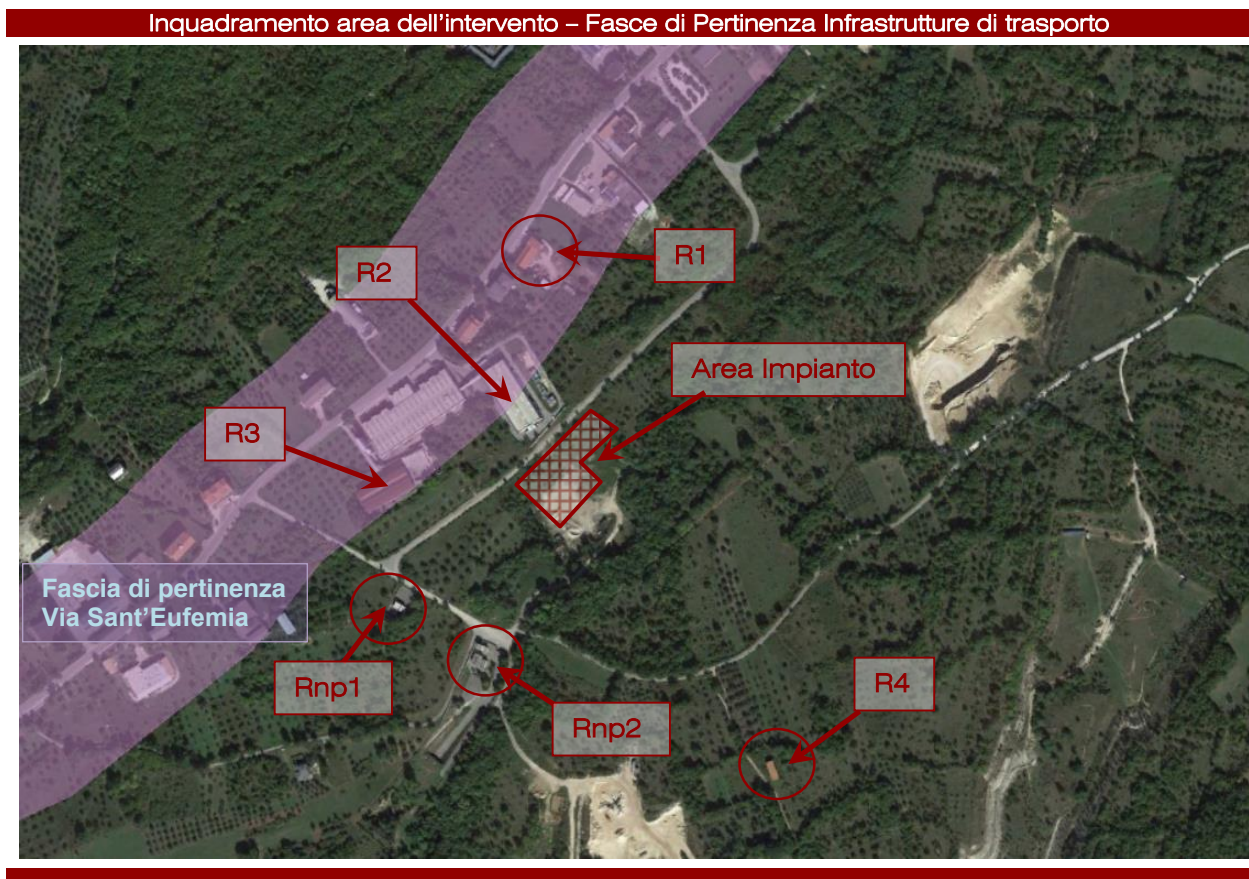 Inquadramento area dell'intervento – Fasce di Pertinenza Infrastrutture di trasporto
R1
R2
Area Impianto
R3
Fascia di pertinenza
Via Sant'Eufemia
Rnp1
R4
Rnp2